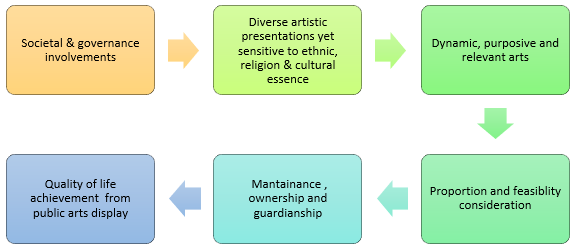 Societal & governance
involvements
Diverse artistic
presentations yet
sensitive to ethnic,
religion & cultural
essence
Dynamic, purposive and
relevant arts
Proportion and feasiblity
consideration
Mantainance ,
ownership and
guardianship
Quality of life
achievement from
public arts display